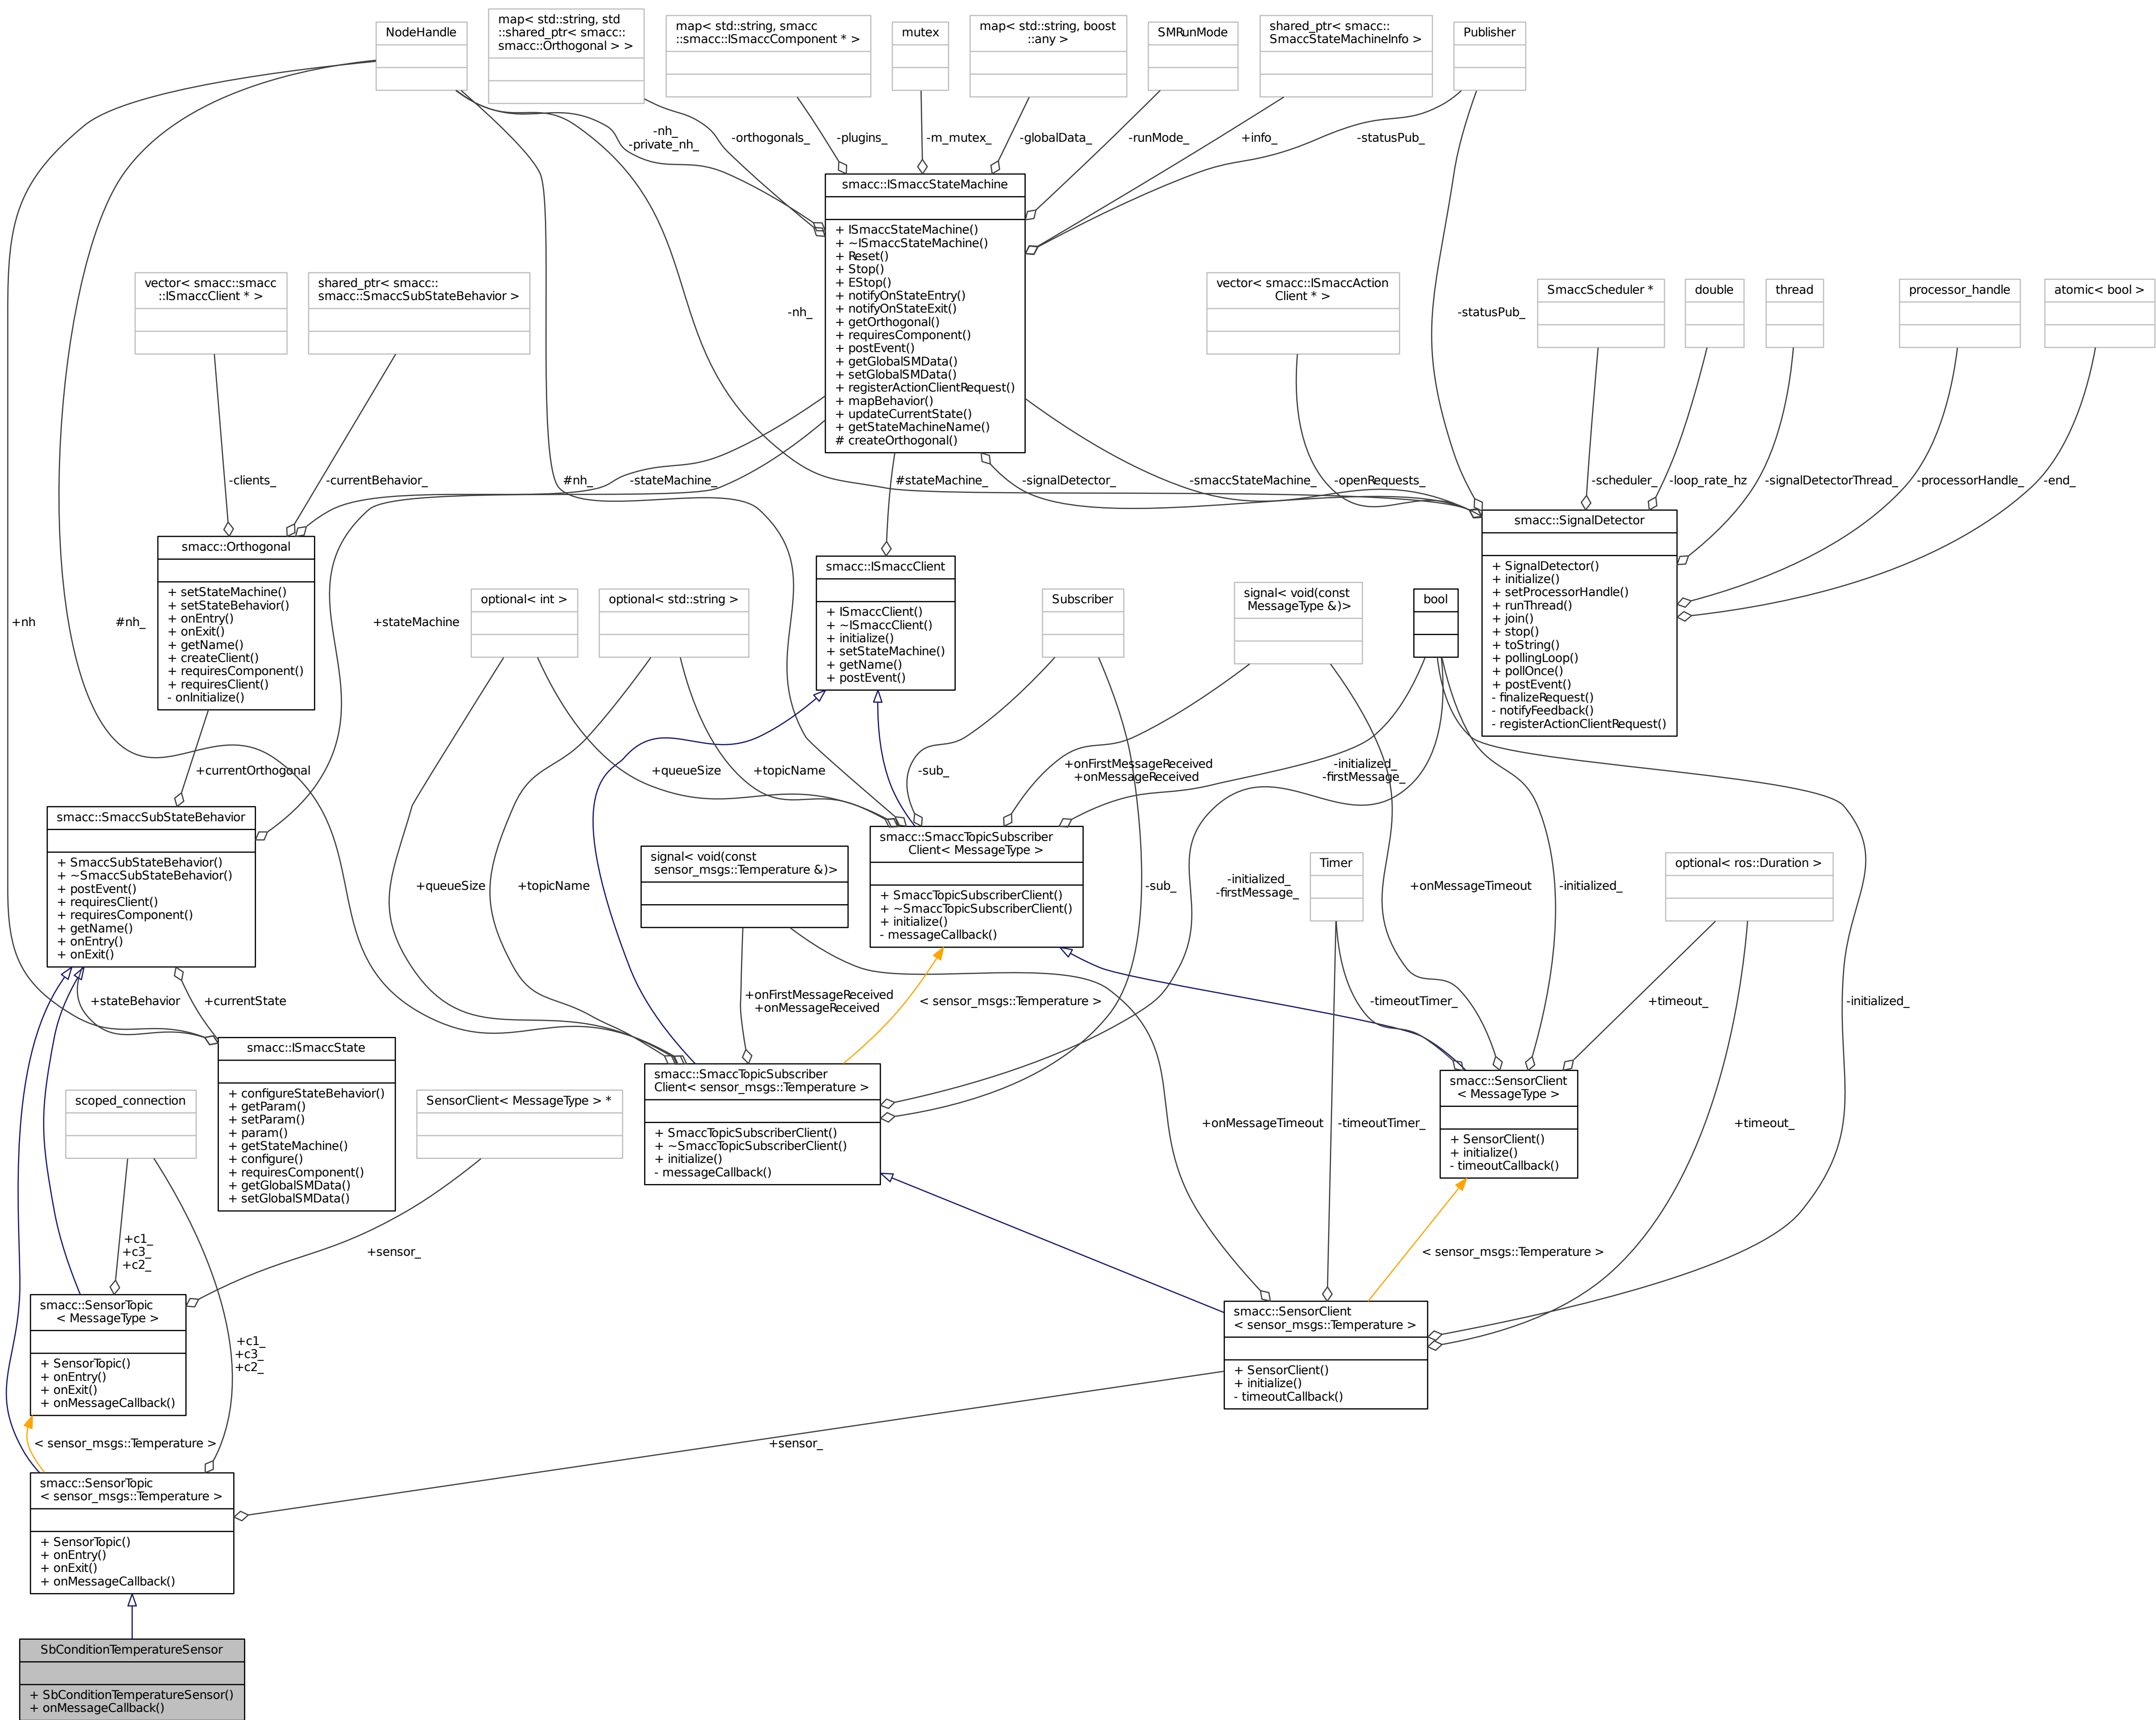 NodeHandle
map< std::string, std
::shared_ptr< smacc::
smacc::Orthogonal > >
map< std::string, smacc
::smacc::ISmaccComponent * >
mutex
map< std::string, boost
::any >
SMRunMode
shared_ptr< smacc::
SmaccStateMachineInfo >
Publisher
-nh_
-private_nh_
-orthogonals_
-plugins_
-m_mutex_
-globalData_
-runMode_
+info_
-statusPub_
smacc::ISmaccStateMachine
+ ISmaccStateMachine()
+ ~ISmaccStateMachine()
+ Reset()
+ Stop()
+ EStop()
+ notifyOnStateEntry()
+ notifyOnStateExit()
+ getOrthogonal()
+ requiresComponent()
+ postEvent()
+ getGlobalSMData()
+ setGlobalSMData()
+ registerActionClientRequest()
+ mapBehavior()
+ updateCurrentState()
+ getStateMachineName()
# createOrthogonal()
vector< smacc::smacc
::ISmaccClient * >
shared_ptr< smacc::
smacc::SmaccSubStateBehavior >
-nh_
vector< smacc::ISmaccAction
Client * >
-statusPub_
SmaccScheduler *
double
thread
processor_handle
atomic< bool >
-clients_
-currentBehavior_
#nh_
-stateMachine_
#stateMachine_
-signalDetector_
-smaccStateMachine_
-openRequests_
-scheduler_
-loop_rate_hz
-signalDetectorThread_
-processorHandle_
-end_
smacc::Orthogonal
+ setStateMachine()
+ setStateBehavior()
+ onEntry()
+ onExit()
+ getName()
+ createClient()
+ requiresComponent()
+ requiresClient()
- onInitialize()
smacc::SignalDetector
+ SignalDetector()
+ initialize()
+ setProcessorHandle()
+ runThread()
+ join()
+ stop()
+ toString()
+ pollingLoop()
+ pollOnce()
+ postEvent()
- finalizeRequest()
- notifyFeedback()
- registerActionClientRequest()
smacc::ISmaccClient
+ ISmaccClient()
+ ~ISmaccClient()
+ initialize()
+ setStateMachine()
+ getName()
+ postEvent()
+nh
#nh_
+stateMachine
optional< int >
optional< std::string >
Subscriber
signal< void(const
MessageType &)>
bool
+currentOrthogonal
+queueSize
+topicName
-sub_
+onFirstMessageReceived
+onMessageReceived
-initialized_
-firstMessage_
smacc::SmaccSubStateBehavior
+ SmaccSubStateBehavior()
+ ~SmaccSubStateBehavior()
+ postEvent()
+ requiresClient()
+ requiresComponent()
+ getName()
+ onEntry()
+ onExit()
+queueSize
+topicName
signal< void(const
sensor_msgs::Temperature &)>
smacc::SmaccTopicSubscriber
Client< MessageType >
+ SmaccTopicSubscriberClient()
+ ~SmaccTopicSubscriberClient()
+ initialize()
- messageCallback()
-sub_
-initialized_
-firstMessage_
Timer
+onMessageTimeout
-initialized_
optional< ros::Duration >
+stateBehavior
+currentState
+onFirstMessageReceived
+onMessageReceived
< sensor_msgs::Temperature >
-timeoutTimer_
+timeout_
-initialized_
smacc::ISmaccState
+ configureStateBehavior()
+ getParam()
+ setParam()
+ param()
+ getStateMachine()
+ configure()
+ requiresComponent()
+ getGlobalSMData()
+ setGlobalSMData()
smacc::SmaccTopicSubscriber
Client< sensor_msgs::Temperature >
+ SmaccTopicSubscriberClient()
+ ~SmaccTopicSubscriberClient()
+ initialize()
- messageCallback()
smacc::SensorClient
< MessageType >
+ SensorClient()
+ initialize()
- timeoutCallback()
scoped_connection
SensorClient< MessageType > *
+onMessageTimeout
-timeoutTimer_
+timeout_
+c1_
+c3_
+c2_
+sensor_
< sensor_msgs::Temperature >
smacc::SensorTopic
< MessageType >
+ SensorTopic()
+ onEntry()
+ onExit()
+ onMessageCallback()
+c1_
+c3_
+c2_
smacc::SensorClient
< sensor_msgs::Temperature >
+ SensorClient()
+ initialize()
- timeoutCallback()
< sensor_msgs::Temperature >
+sensor_
smacc::SensorTopic
< sensor_msgs::Temperature >
+ SensorTopic()
+ onEntry()
+ onExit()
+ onMessageCallback()
SbConditionTemperatureSensor
+ SbConditionTemperatureSensor()
+ onMessageCallback()